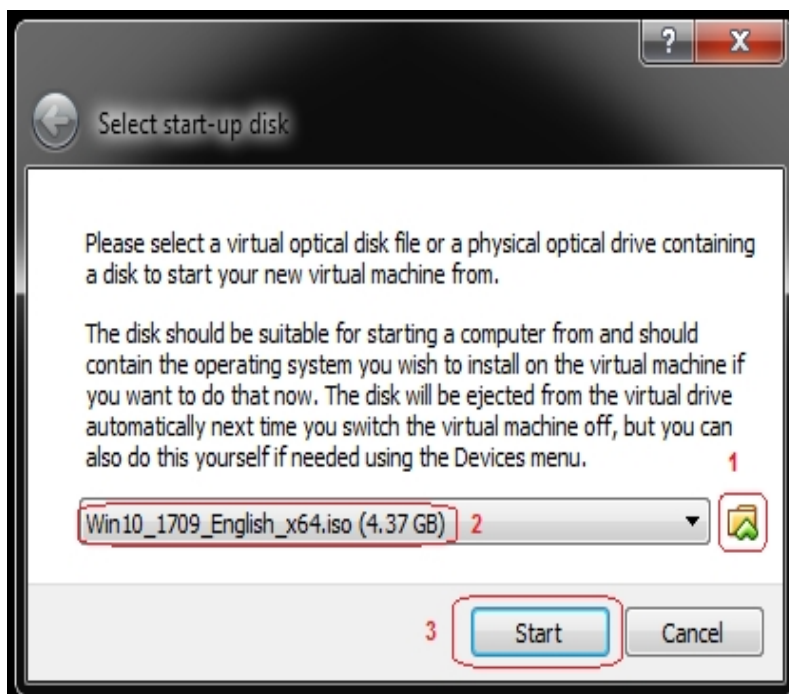 ? X
Select start-up disk
Please select a virtual optical disk file or a physical optical drive containing
a disk to start your new virtual machine from.
The disk should be suitable for starting a computer from and should
contain the operating system you wish to install on the virtual machine if
you want to do that now. The disk will be ejected from the virtual drive
automatically next time you switch the virtual machine off, but you can
also do this yourself if needed using the Devices menu.
1
Win10_1709_English_x64.iso (4.37 GB) 2
3 Start Cancel